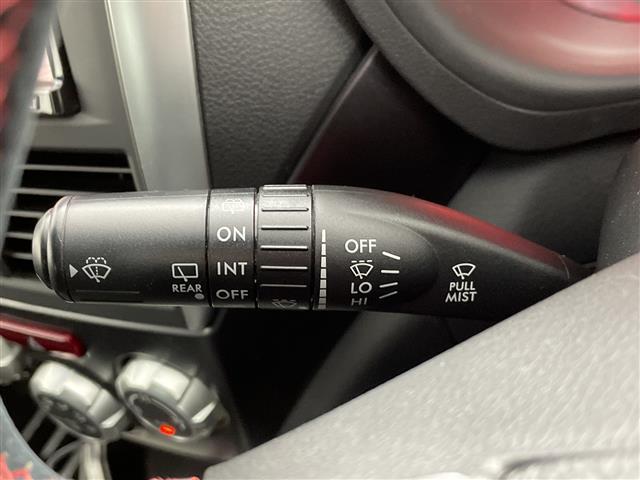 REAR
ON
INT
OFF
OFF
LO
HI
PULL
MIST